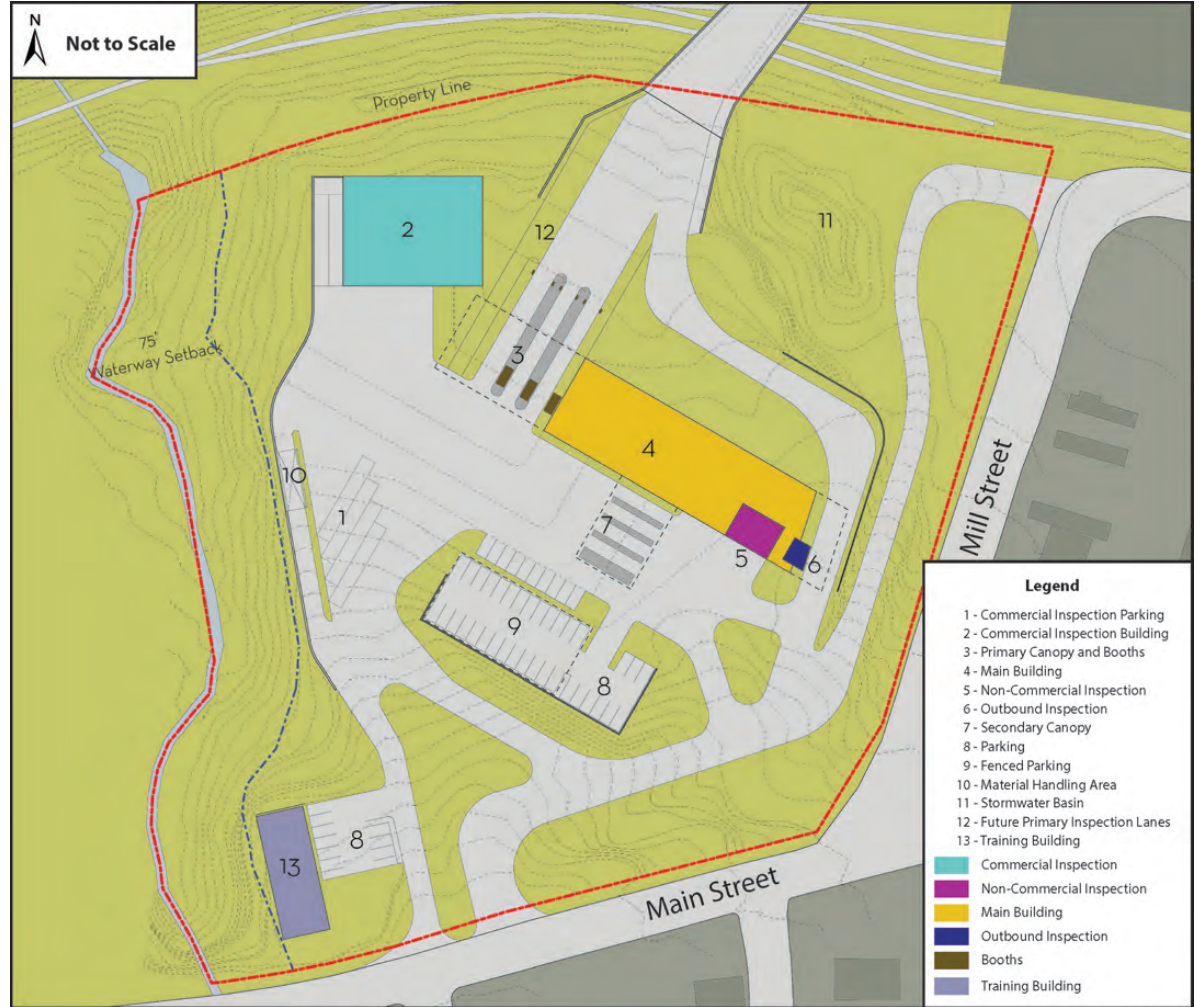 N
Not to Scale
Property Line
2
12
11
75'
Waterway Setback
3
4
10
1
7
5
6
9
8
Mill Street
13
8
Main Street
Legend
1 - Commercial Inspection Parking
2 - Commercial Inspection Building
3 - Primary Canopy and Booths
4 - Main Building
5 - Non-Commercial Inspection
6 - Outbound Inspection
7 - Secondary Canopy
8 - Parking
9 - Fenced Parking
10 - Material Handling Area
11 - Stormwater Basin
12 - Future Primary Inspection Lanes
13 - Training Building
Commercial Inspection
Non-Commercial Inspection
Main Building
Outbound Inspection
Booths
Training Building